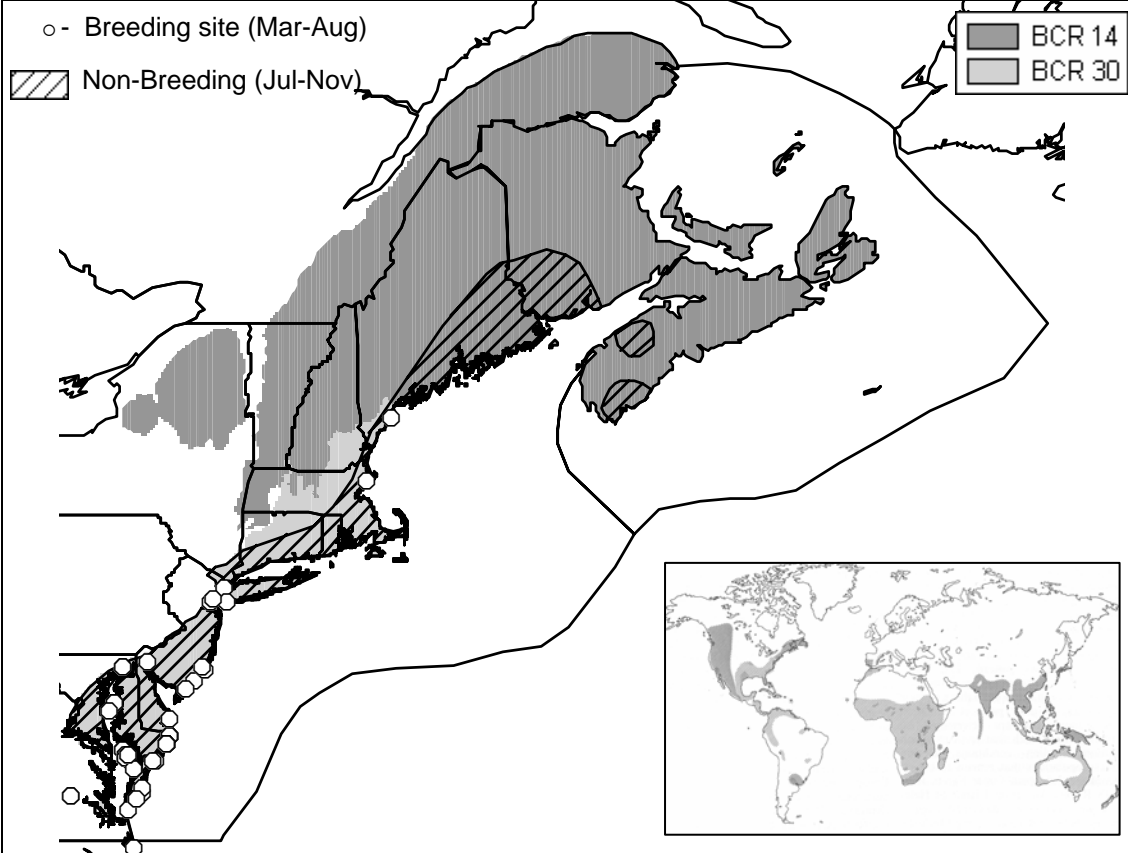 ○ - Breeding site (Mar-Aug)
Non-Breeding (Jul-Nov)
BCR 14
BCR 30